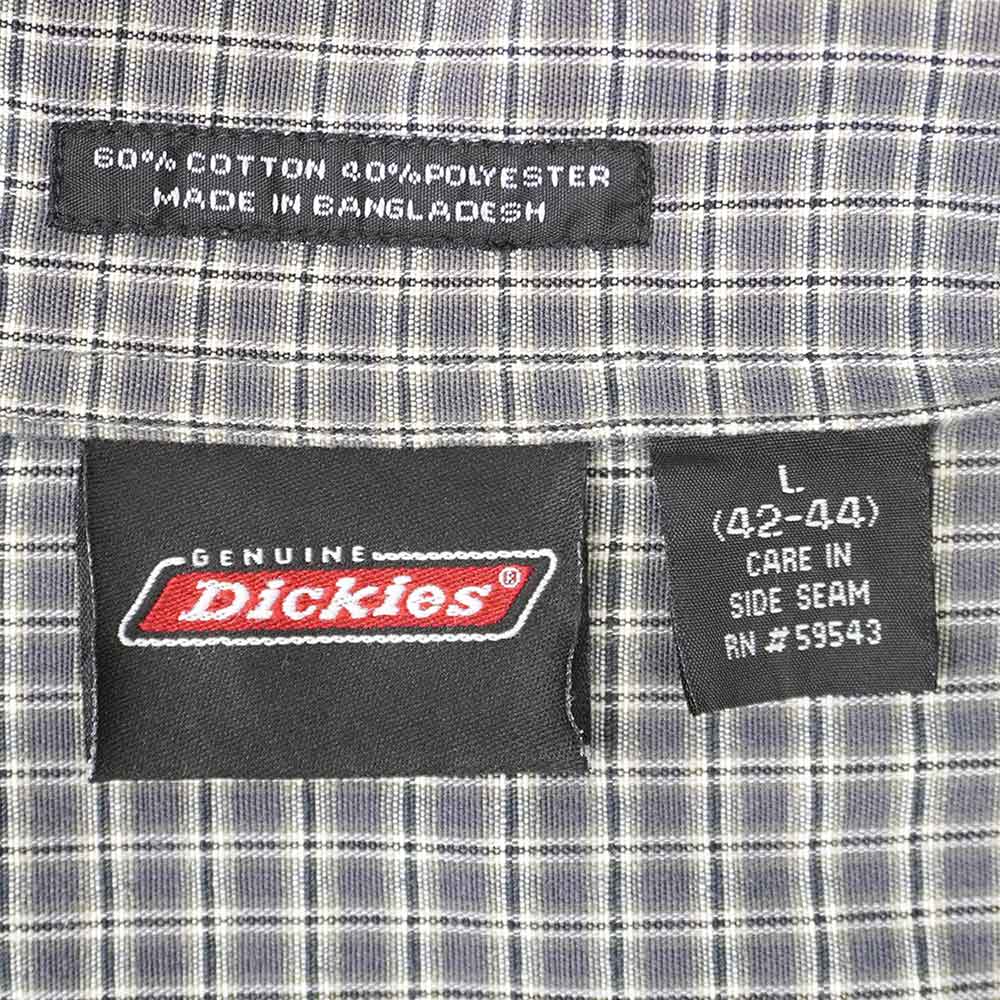 60% COTTON 40% POLYESTER
MADE IN BANGLADESH
GENUINE
Dickies®
L
(42-44)
CARE IN
SIDE SEAM
RN # 59543